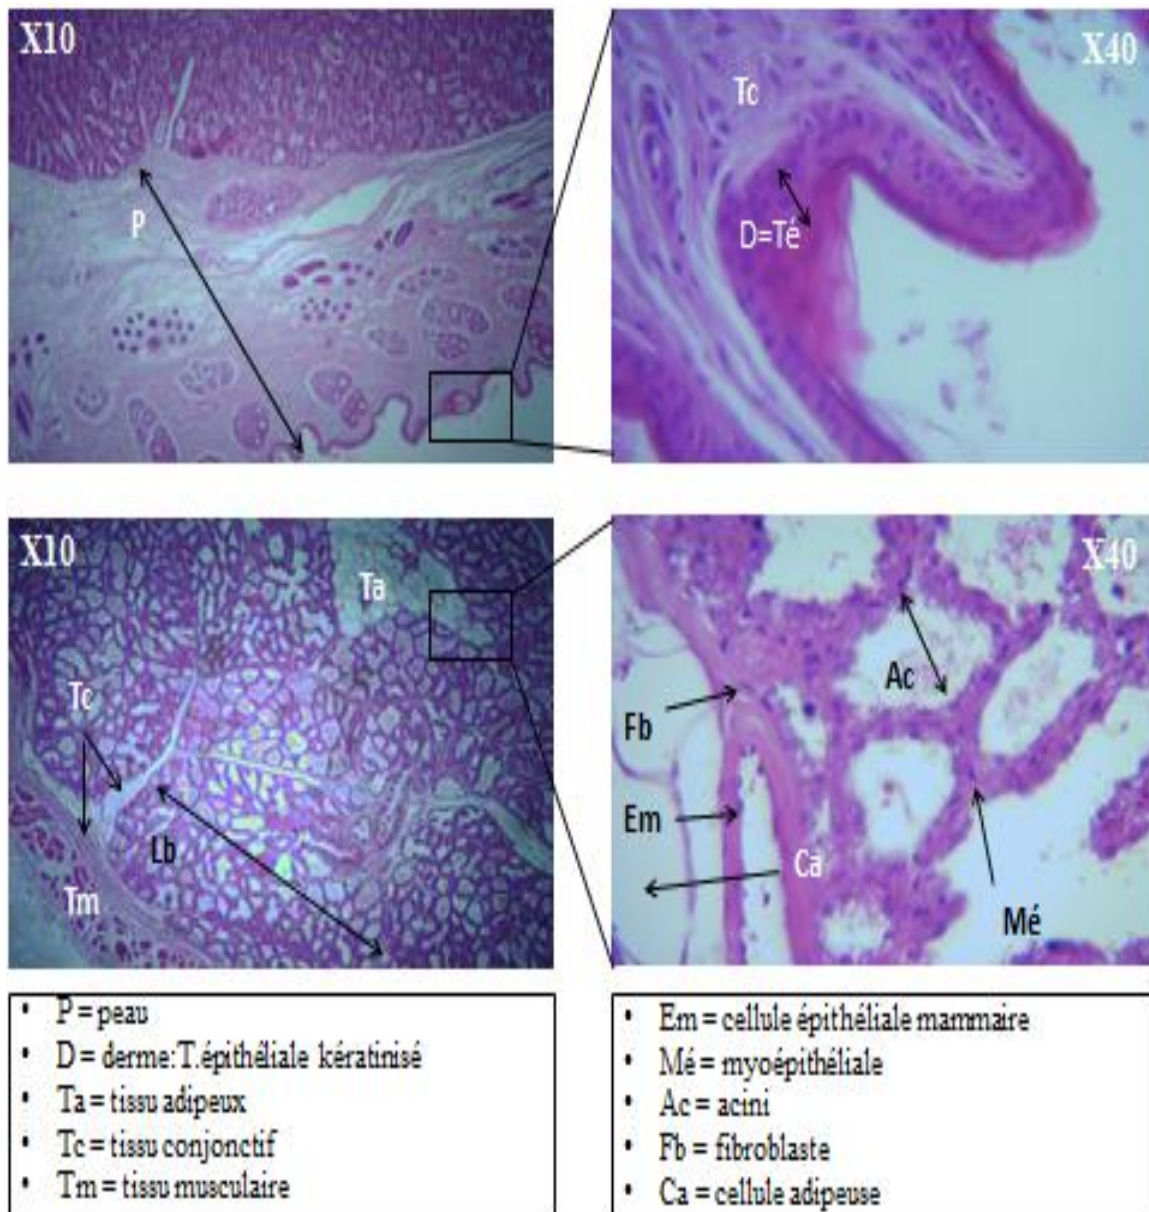 X10
P
X40
Tc
D=Té
X10
Ta
Tc
Lb
Tm
X40
Ac
Fb
Em
Ca
Mé
• P = peau
• D = derme: T.épithéliale kératinisé
• Ta = tissu adipeux
• Tc = tissu conjonctif
• Tm = tissu musculaire
• Em = cellule épithéliale mammaire
• Mé = myoépithéliale
• Ac = acini
• Fb = fibroblaste
• Ca = cellule adipeuse